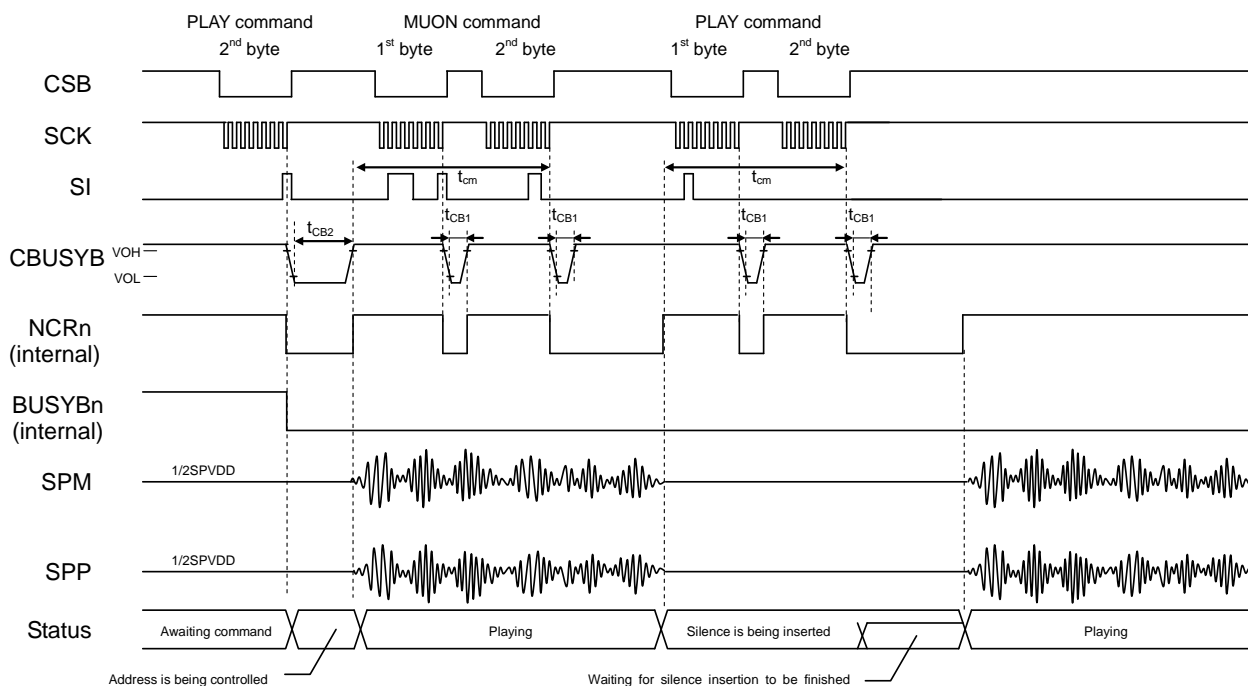 PLAY command MUON command PLAY command
2nd byte 1st byte 2nd byte 1st byte 2nd byte
CSB
SCK
SI
tcm tcm
tCB2 tCB1 tCB1 tCB1 tCB1
CBUSYB
VOH
VOL
NCRn
(internal)
BUSYBn
(internal)
SPM 1/2SPVDD
SPP 1/2SPVDD
Status Awaiting command Playing Silence is being inserted Playing
Address is being controlled Waiting for silence insertion to be finished